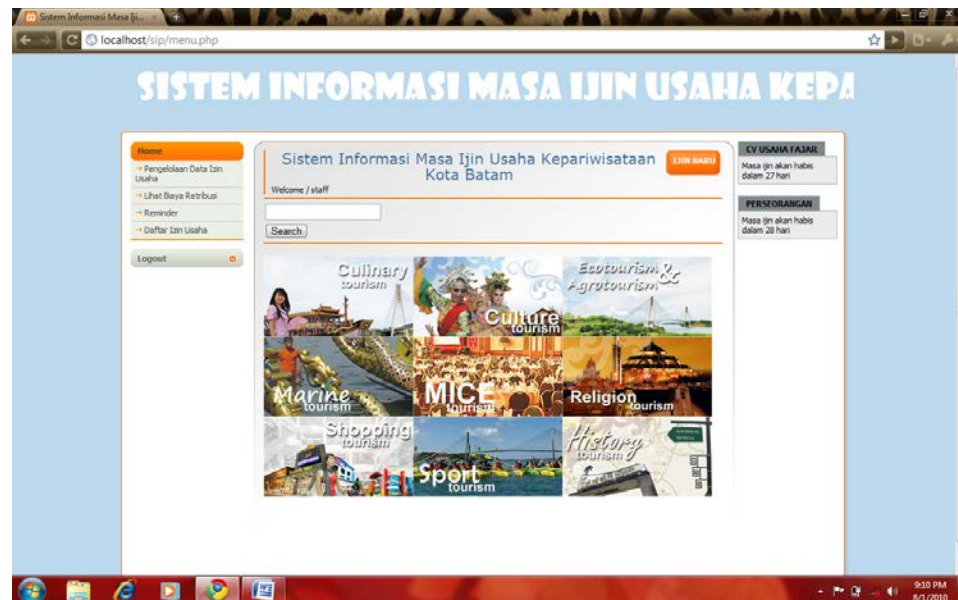 Sistem Informasi Masa Iji...
localhost/sip/menu.php
SISTEM INFORMASI MASA IJIN USAHA KEPA
Home
Pengelolaan Data Izin
Usaha
Lihat Biaya Retribusi
Reminder
Daftar Izin Usaha
Logout
Sistem Informasi Masa Ijin Usaha Kepariwisataan
Kota Batam
IJIN BARU
Welcome / staff
Search
Culinary
tourism
Culture
tourism
Ecotourism &
Agrotourism
Marine
tourism
MICE
tourism
Religion
tourism
Shopping
tourism
Sport
tourism
History
tourism
CV USAHA FAJAR
Masa ijin akan habis
dalam 27 hari
PERSEORANGAN
Masa ijin akan habis
dalam 28 hari
9:10 PM
8/1/2010